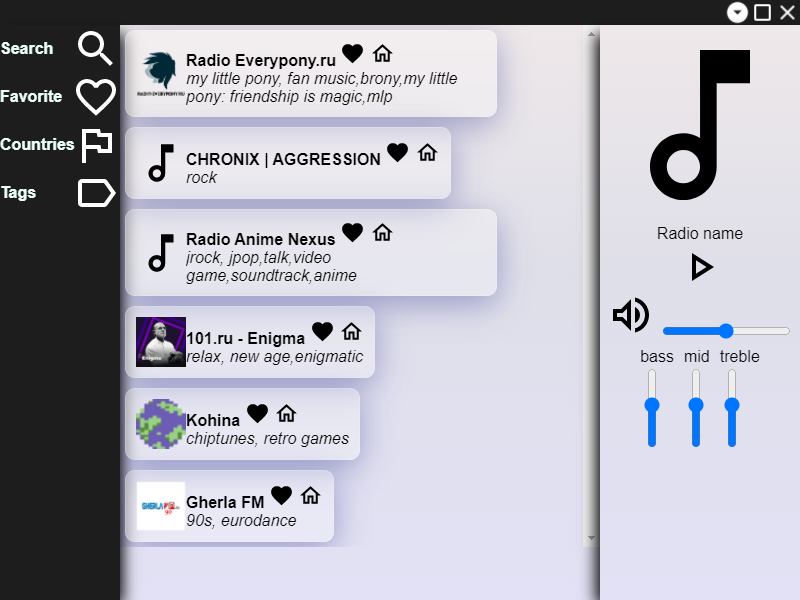 Search
Favorite
Countries
Tags
Radio Everypony.ru
my little pony, fan music,brony,my little
pony: friendship is magic,mlp
CHRONIX | AGGRESSION
rock
Radio Anime Nexus
jrock, jpop,talk,video
game,soundtrack,anime
101.ru - Enigma
relax, new age,enigmatic
Enigma
Kohina
chiptunes, retro games
Gherla FM
90s, eurodance
Radio name
bass mid treble